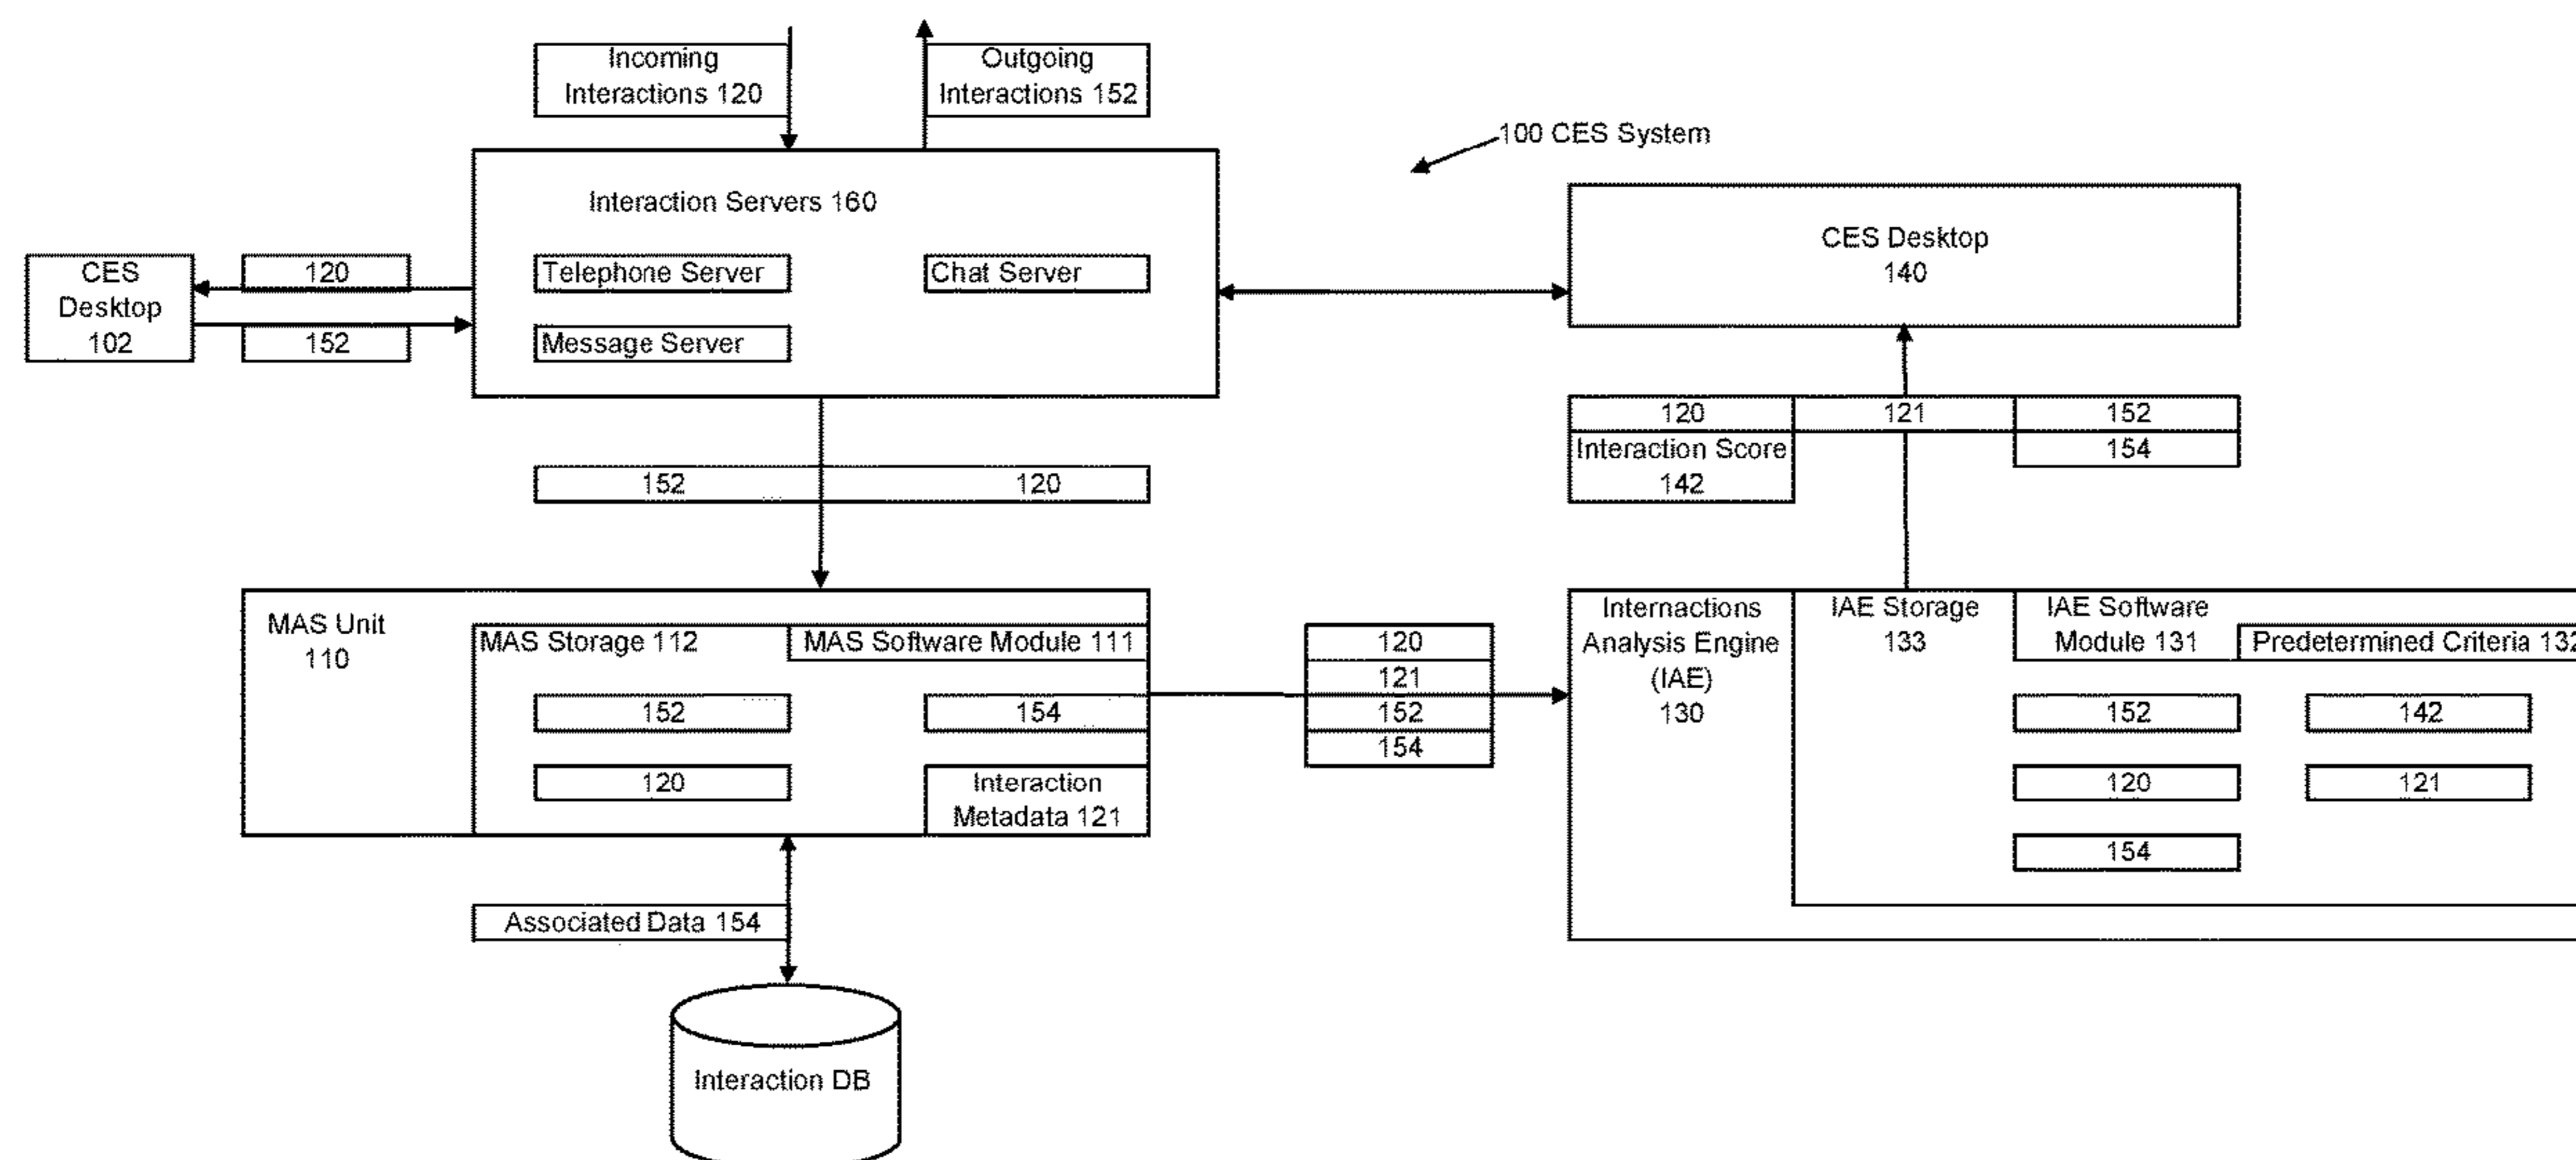 Incoming
Interactions 120
Outgoing
Interactions 152
100 CES System
Interaction Servers 160
Telephone Server
Chat Server
Message Server
CES
Desktop
102
120
152
CES Desktop
140
120
121
152
Interaction Score
142
154
152
120
MAS Unit
110
MAS Storage 112
MAS Software Module 111
152
154
120
Interaction
Metadata 121
120
121
152
154
Internactions
Analysis Engine
(IAE)
130
IAE Storage
133
IAE Software
Module 131
Predetermined Criteria 132
152
142
120
121
154
Associated Data 154
Interaction DB